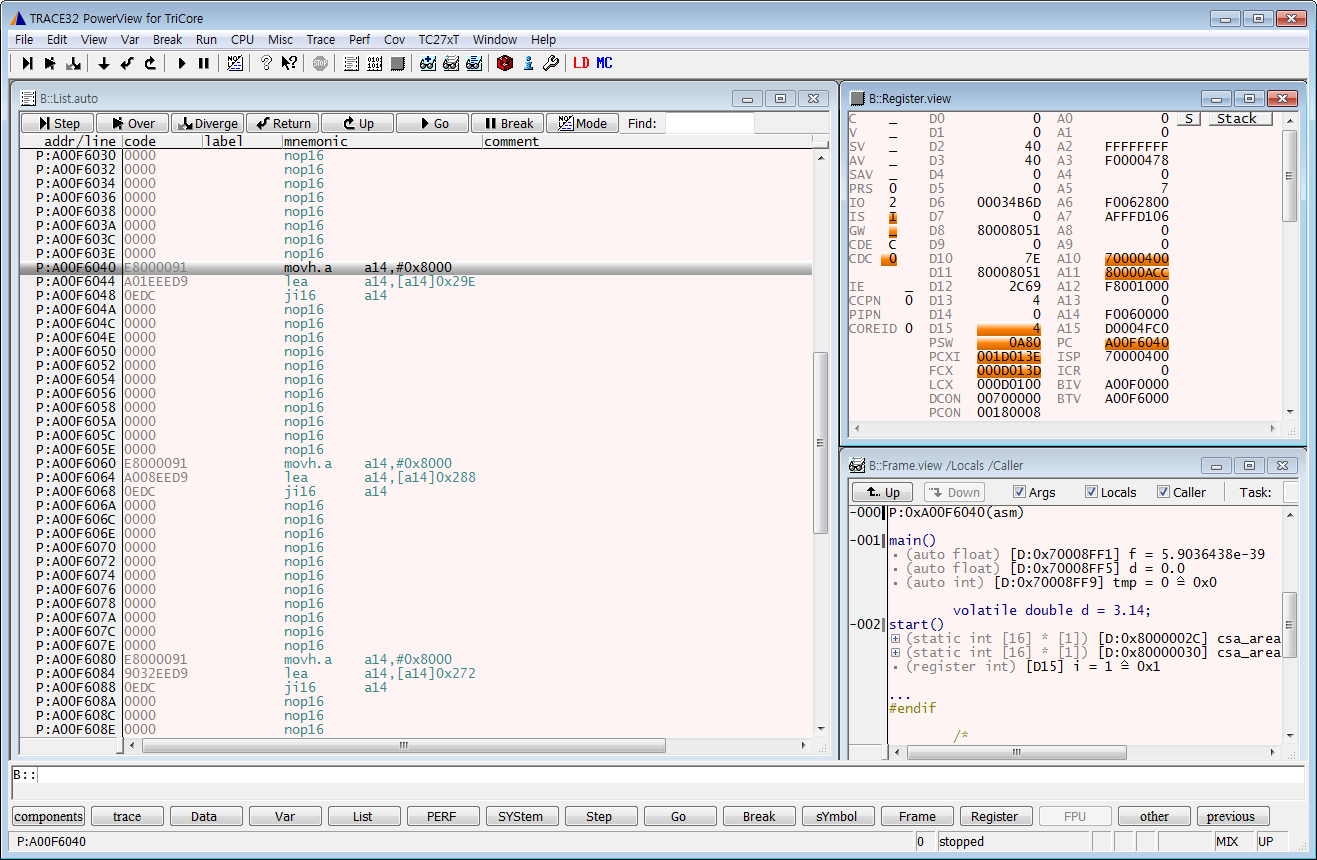 TRACE32 PowerView for TriCore
File Edit View Var Break Run CPU Misc Trace Perf Cov TC27xT Window Help
NOP STOP LD MC
B::List.auto
Step Over Diverge Return Up Go Break Mode Find:
addr/line code label mnemonic comment
P:A00F6030 0000 nop16
P:A00F6032 0000 nop16
P:A00F6034 0000 nop16
P:A00F6036 0000 nop16
P:A00F6038 0000 nop16
P:A00F603A 0000 nop16
P:A00F603C 0000 nop16
P:A00F603E 0000 nop16
P:A00F6040 E8000091 movh.a a14,#0x8000
P:A00F6044 A01EEED9 lea a14,[a14]0x29E
P:A00F6048 0EDC ji16 a14
P:A00F604A 0000 nop16
P:A00F604C 0000 nop16
P:A00F604E 0000 nop16
P:A00F6050 0000 nop16
P:A00F6052 0000 nop16
P:A00F6054 0000 nop16
P:A00F6056 0000 nop16
P:A00F6058 0000 nop16
P:A00F605A 0000 nop16
P:A00F605C 0000 nop16
P:A00F605E 0000 nop16
P:A00F6060 E8000091 movh.a a14,#0x8000
P:A00F6064 A008EED9 lea a14,[a14]0x288
P:A00F6068 0EDC ji16 a14
P:A00F606A 0000 nop16
P:A00F606C 0000 nop16
P:A00F606E 0000 nop16
P:A00F6070 0000 nop16
P:A00F6072 0000 nop16
P:A00F6074 0000 nop16
P:A00F6076 0000 nop16
P:A00F6078 0000 nop16
P:A00F607A 0000 nop16
P:A00F607C 0000 nop16
P:A00F607E 0000 nop16
P:A00F6080 E8000091 movh.a a14,#0x8000
P:A00F6084 9032EED9 lea a14,[a14]0x272
P:A00F6088 0EDC ji16 a14
P:A00F608A 0000 nop16
P:A00F608C 0000 nop16
P:A00F608E 0000 nop16
B::Register.view
C _ D0 0 A0 0 S Stack
V _ D1 0 A1 0
SV _ D2 40 A2 FFFFFFFF
AV _ D3 40 A3 F0000478
SAV _ D4 0 A4 0
PRS 0 D5 0 A5 7
IO 2 D6 00034B6D A6 F0062800
IS I D7 0 A7 AFFFD106
GW _ D8 80008051 A8 0
CDE C D9 0 A9 0
CDC 0 D10 7E A10 70000400
D11 80008051 A11 80000ACC
IE _ D12 2C69 A12 F8001000
CCPN 0 D13 4 A13 0
PIPN D14 0 A14 F0060000
COREID 0 D15 4 A15 D0004FC0
PSW 0A80 PC A00F6040
PCXI 001D013E ISP 70000400
FCX 000D013D ICR 0
LCX 000D0100 BIV A00F0000
DCON 00700000 BTV A00F6000
PCON 00180008
B::Frame.view /Locals /Caller
Up Down Args Locals Caller Task:
-000 P:0xA00F6040(asm)
-001 main()
(auto float) [D:0x70008FF1] f = 5.9036438e-39
(auto float) [D:0x70008FF5] d = 0.0
(auto int) [D:0x70008FF9] tmp = 0 ≙ 0x0
volatile double d = 3.14;
-002 start()
(static int [16] * [1]) [D:0x8000002C] csa_area
(static int [16] * [1]) [D:0x80000030] csa_area
(register int) [D15] i = 1 ≙ 0x1
...
#endif
/*
B::
components trace Data Var List PERF SYStem Step Go Break sYmbol Frame Register FPU other previous
P:A00F6040 0 stopped MIX UP